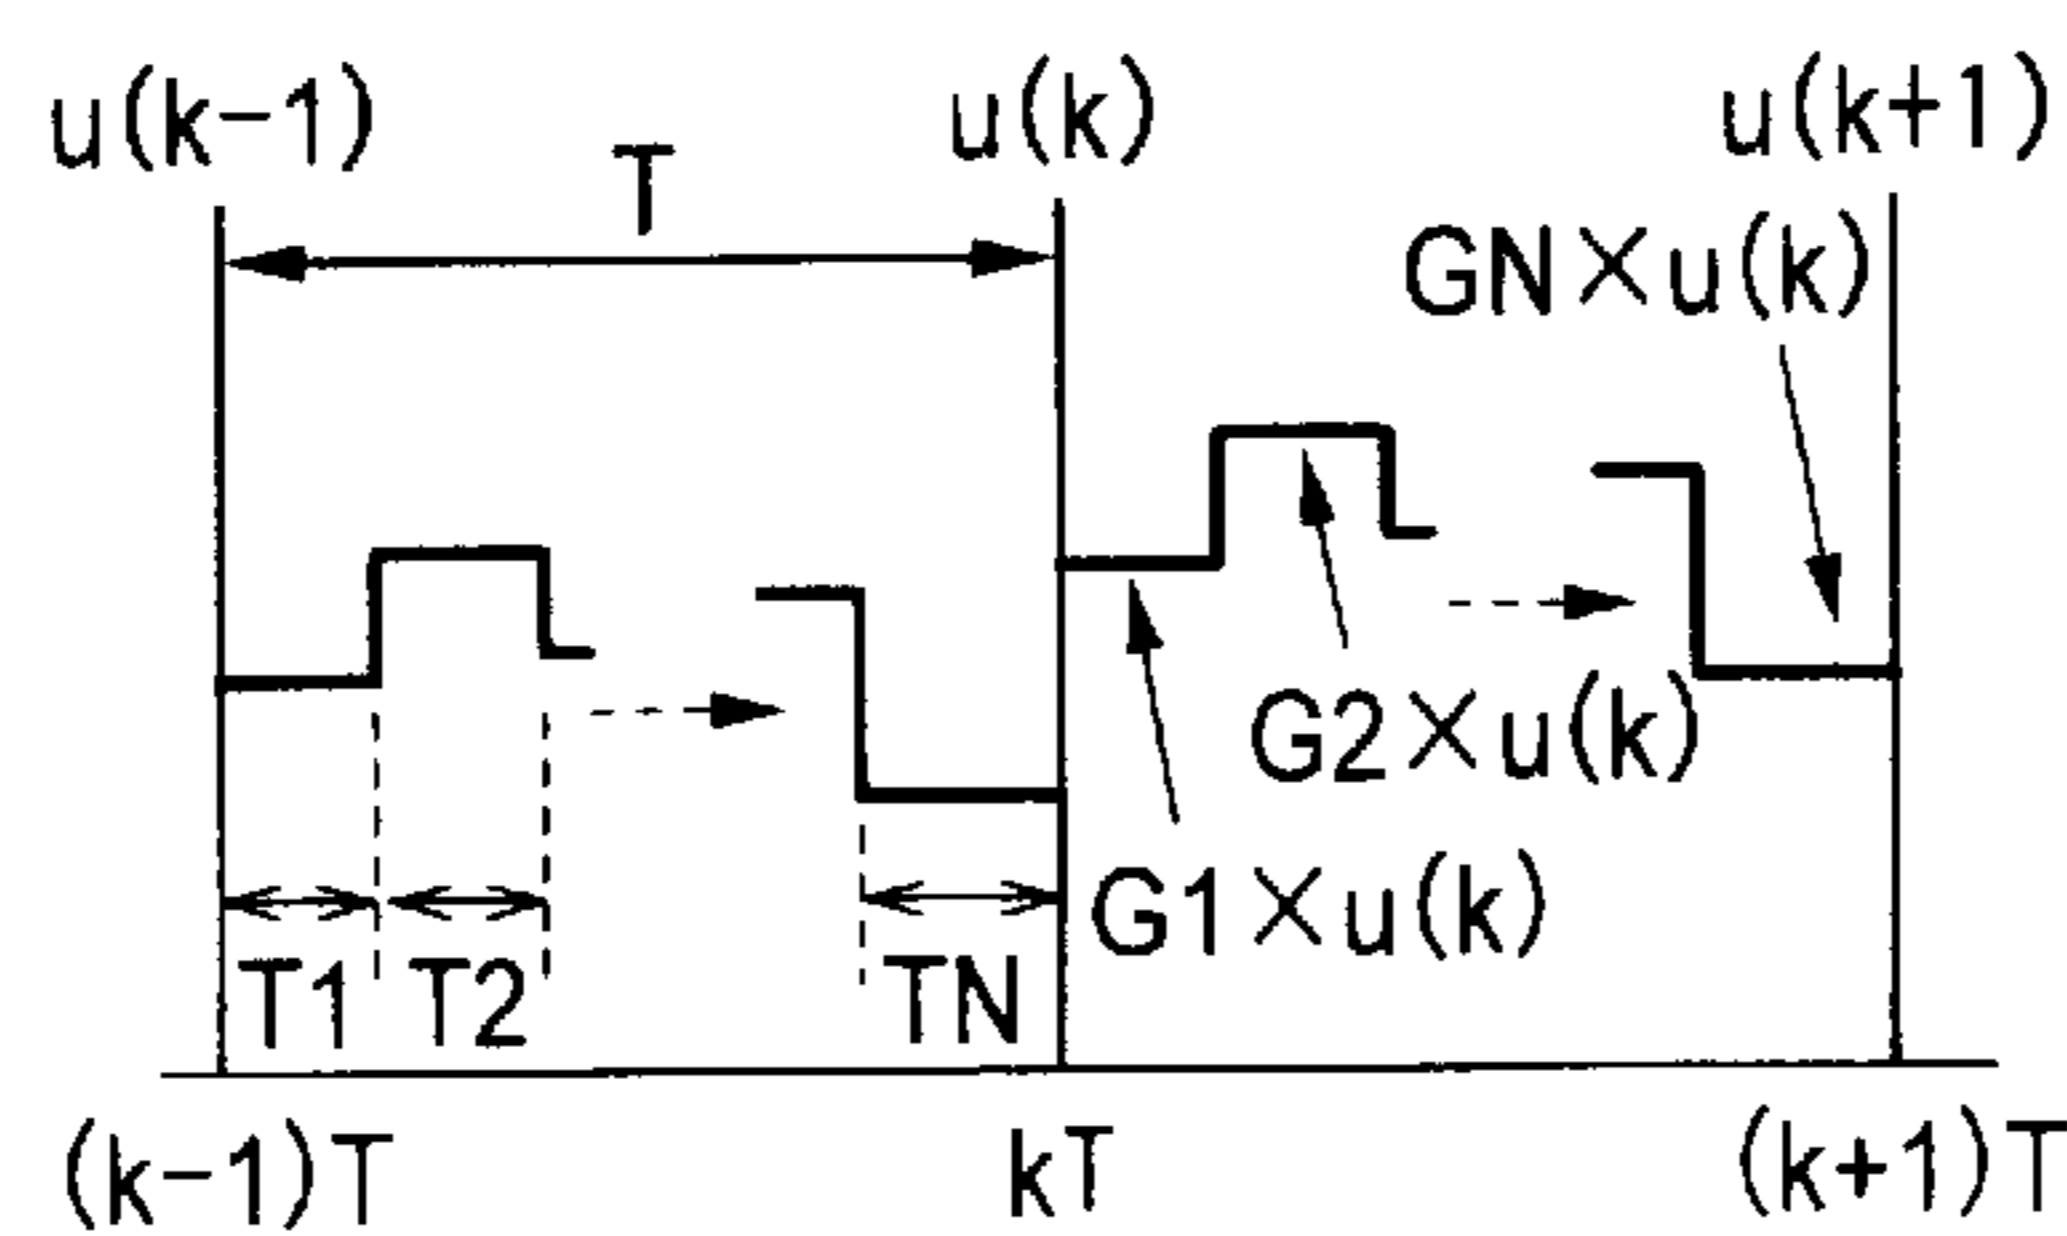 u(k-1)
u(k)
u(k+1)
T
GN×u(k)
G2×u(k)
G1×u(k)
T1
T2
TN
(k-1)T
kT
(k+1)T